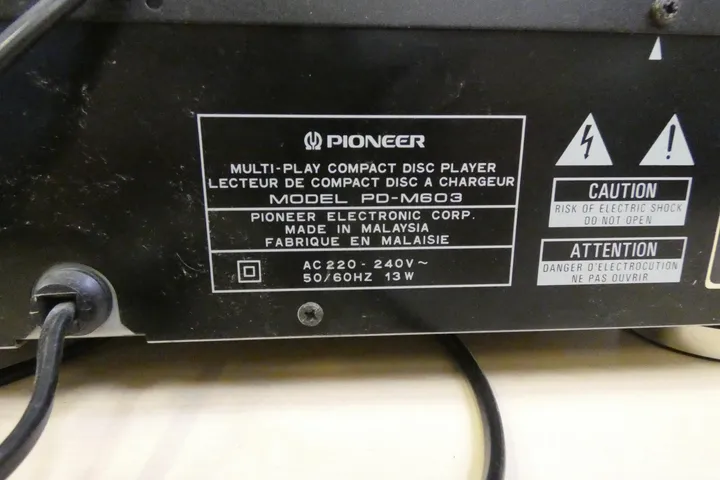 PIONEER
MULTI-PLAY COMPACT DISC PLAYER
LECTEUR DE COMPACT DISC A CHARGEUR
MODEL PD-M603
PIONEER ELECTRONIC CORP.
MADE IN MALAYSIA
FABRIQUE EN MALAISIE
AC 220 - 240V ~
50/60HZ 13W
CAUTION
RISK OF ELECTRIC SHOCK
DO NOT OPEN
ATTENTION
DANGER D'ELECTROCUTION
NE PAS OUVRIR